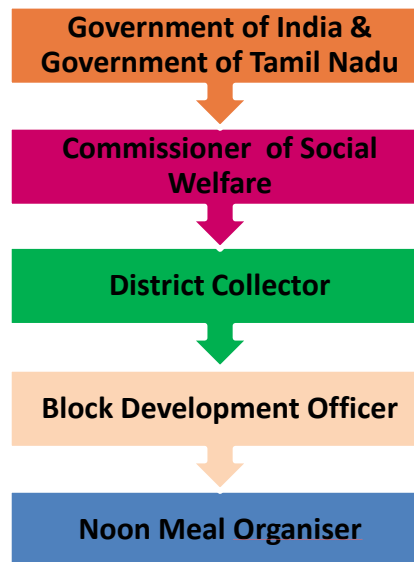 Government of India &
Government of Tamil Nadu
Commissioner of Social
Welfare
District Collector
Block Development Officer
Noon Meal Organiser